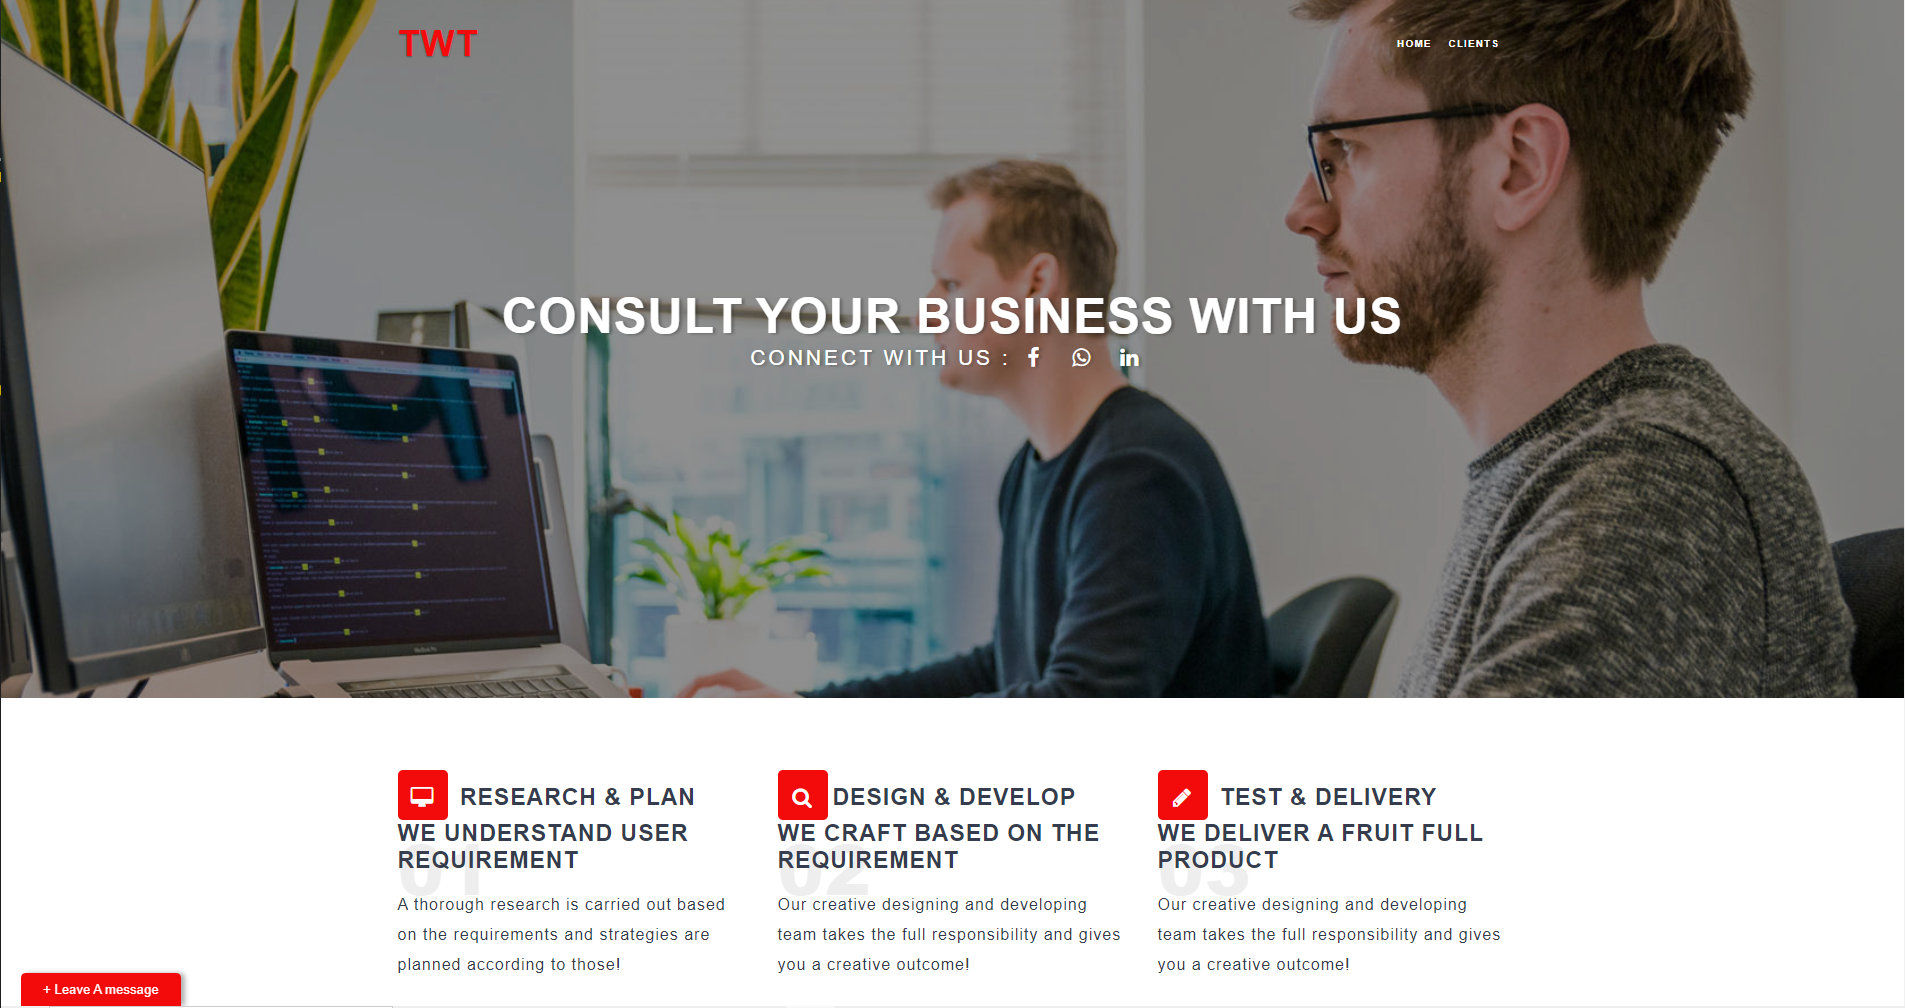 TWT
HOME CLIENTS
CONSULT YOUR BUSINESS WITH US
CONNECT WITH US :
RESEARCH & PLAN
WE UNDERSTAND USER
REQUIREMENT
01
A thorough research is carried out based
on the requirements and strategies are
planned according to those!
DESIGN & DEVELOP
WE CRAFT BASED ON THE
REQUIREMENT
02
Our creative designing and developing
team takes the full responsibility and gives
you a creative outcome!
TEST & DELIVERY
WE DELIVER A FRUIT FULL
PRODUCT
03
Our creative designing and developing
team takes the full responsibility and gives
you a creative outcome!
+ Leave A message